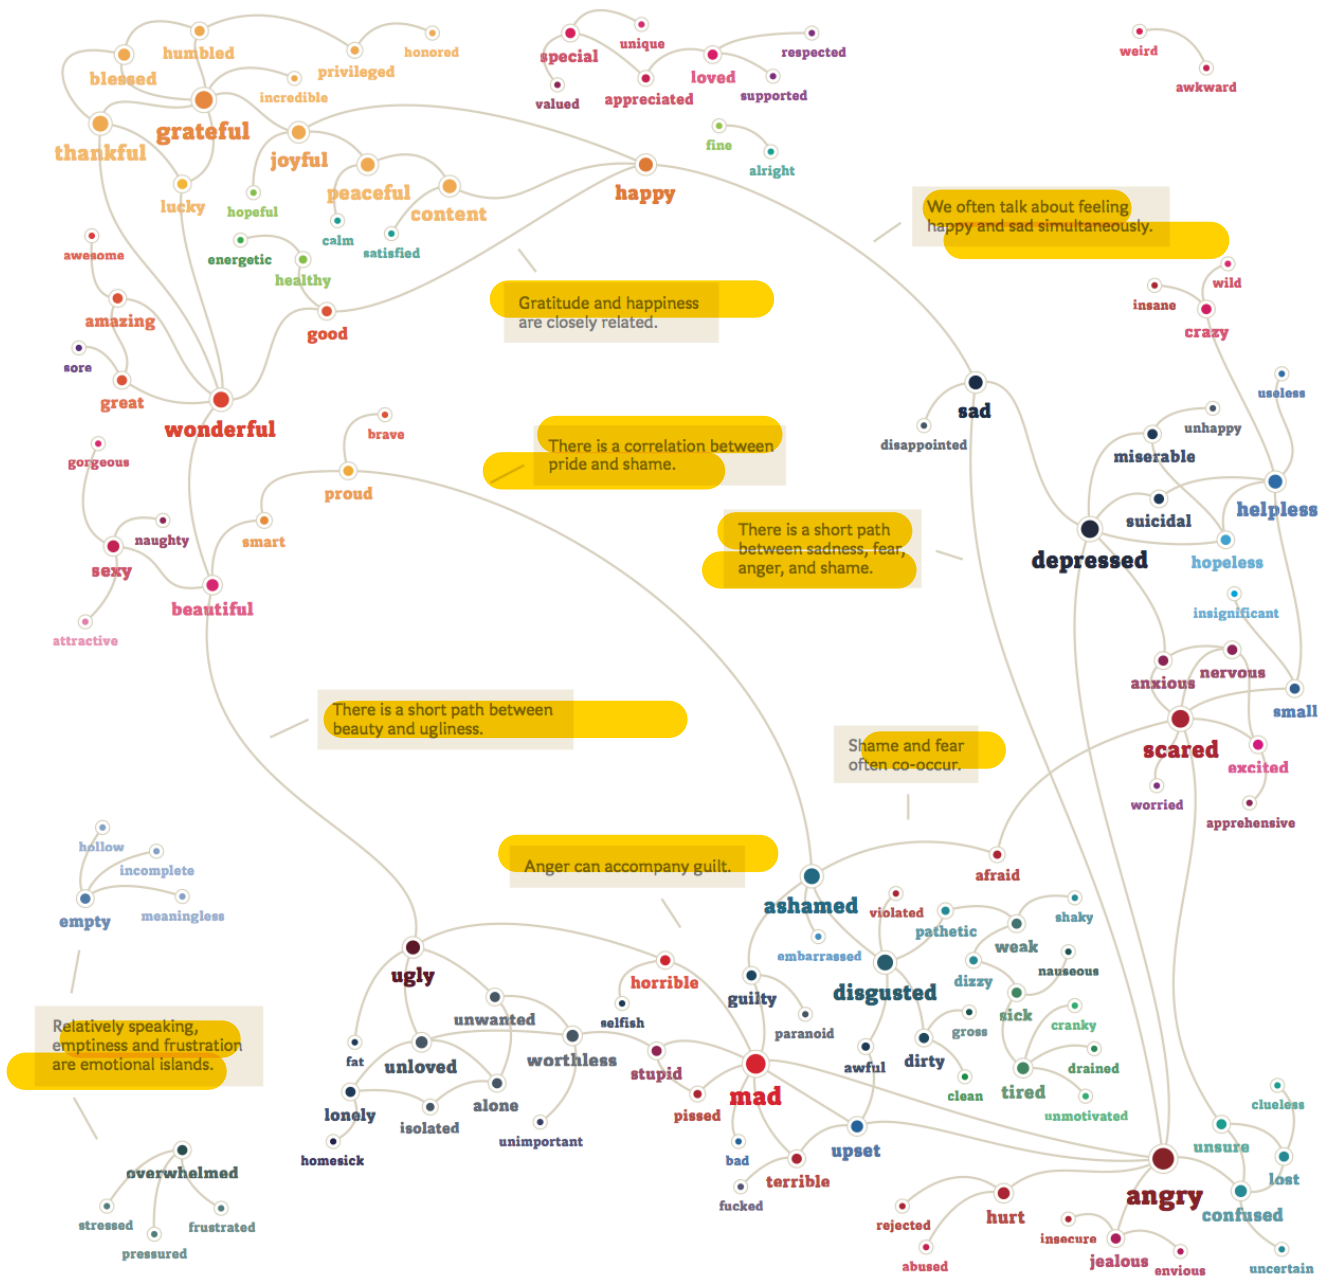 humbled
honored
blessed
privileged
incredible
grateful
thankful
joyful
peaceful
lucky
hopeful
content
calm
satisfied
energetic
healthy
awesome
amazing
good
happy
sore
great
wonderful
special
unique
respected
loved
valued
appreciated
supported
fine
alright
weird
awkward
We often talk about feeling
happy and sad simultaneously.
Gratitude and happiness
are closely related.
wild
insane
crazy
useless
sad
disappointed
unhappy
miserable
helpless
suicidal
depressed
hopeless
insignificant
brave
proud
smart
gorgeous
naughty
sexy
beautiful
attractive
There is a correlation between
pride and shame.
There is a short path
between sadness, fear,
anger, and shame.
nervous
anxious
small
scared
excited
worried
apprehensive
There is a short path between
beauty and ugliness.
Shame and fear
often co-occur.
hollow
incomplete
empty
meaningless
Anger can accompany guilt.
afraid
ashamed
violated
shaky
pathetic
weak
embarrassed
nauseous
dizzy
ugly
horrible
guilty
disgusted
selfish
unwanted
paranoid
gross
sick
cranky
Relatively speaking,
emptiness and frustration
are emotional islands.
fat
unloved
worthless
stupid
awful
dirty
drained
mad
clean
tired
lonely
alone
isolated
pissed
unmotivated
clueless
homesick
unimportant
bad
upset
unsure
overwhelmed
terrible
lost
fucked
angry
confused
stressed
frustrated
pressured
rejected
hurt
insecure
abused
jealous
envious
uncertain